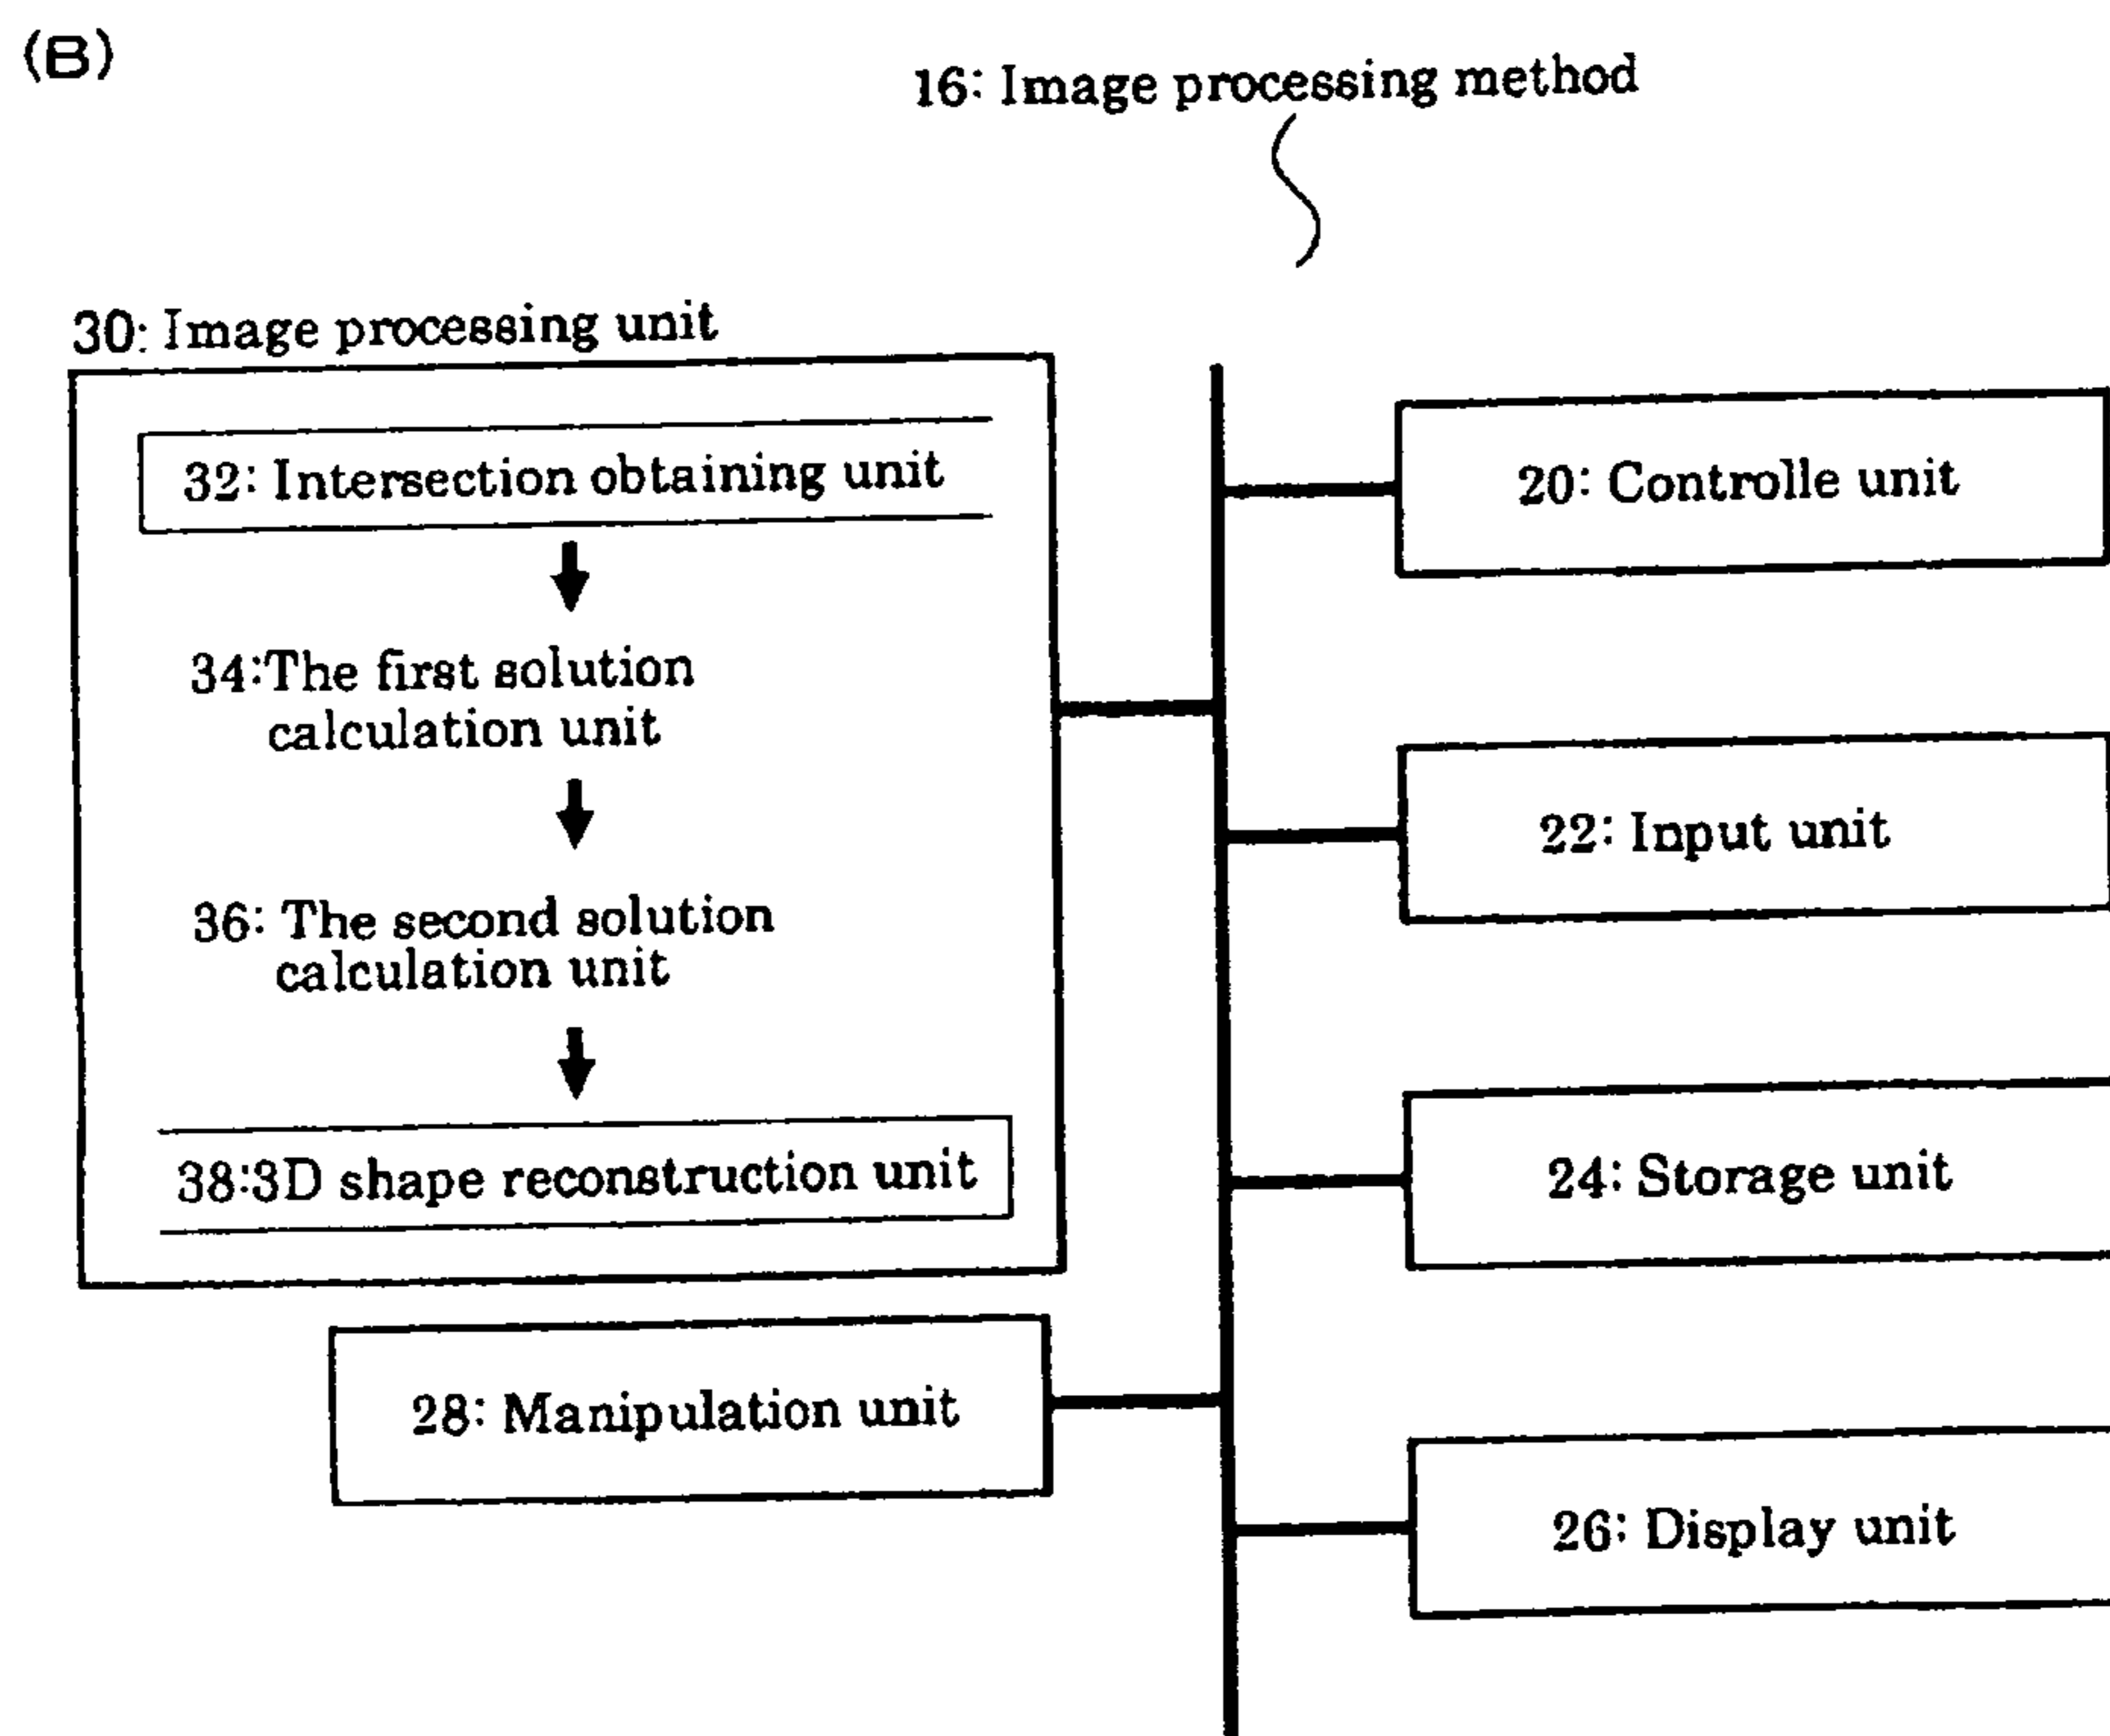 (B)
16: Image processing method
30: Image processing unit
32: Intersection obtaining unit
34:The first solution
calculation unit
36: The second solution
calculation unit
38:3D shape reconstruction unit
28: Manipulation unit
20: Controlle unit
22: Input unit
24: Storage unit
26: Display unit